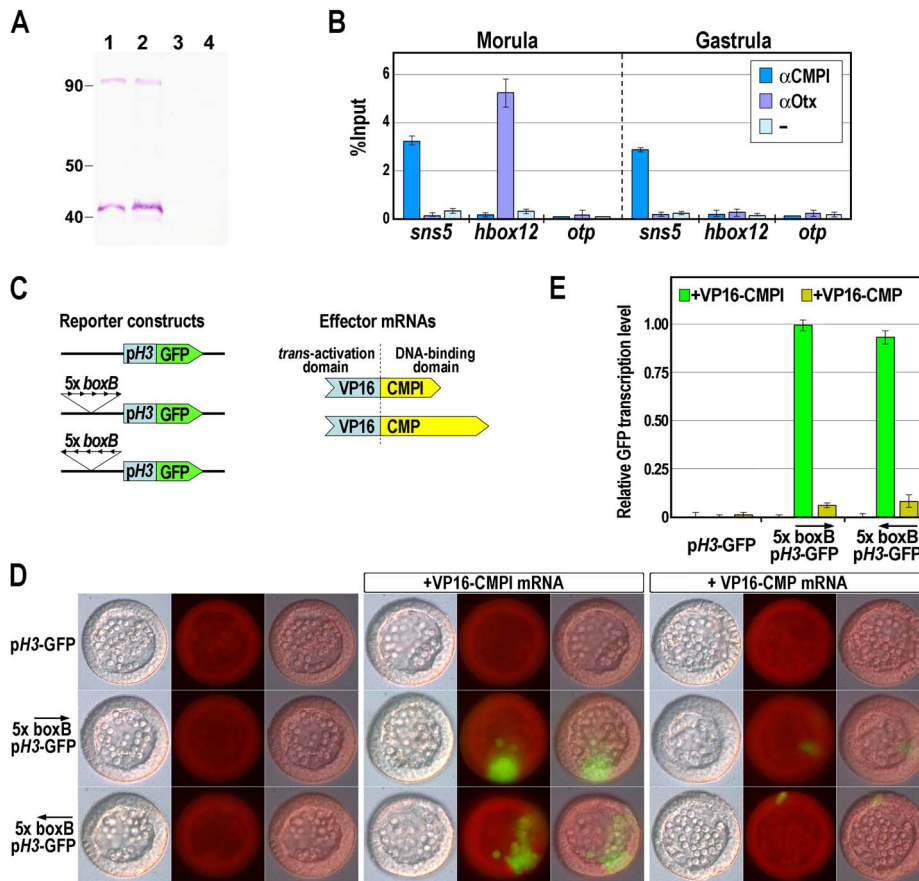 A
1 2 3 4
90
50
40
B
Morula Gastrula
αCMPI
αOtx
–
%Input
6
4
2
0
sns5 hbox12 otp sns5 hbox12 otp
C
Reporter constructs
pH3 GFP
5x boxB
pH3 GFP
5x boxB
pH3 GFP
Effector mRNAs
trans-activation domain
DNA-binding domain
VP16 CMPI
VP16 CMP
E
+VP16-CMPI +VP16-CMP
Relative GFP transcription level
1.00
0.75
0.50
0.25
0
pH3-GFP
5x boxB
pH3-GFP
5x boxB
pH3-GFP
D
+VP16-CMPI mRNA
+ VP16-CMP mRNA
pH3-GFP
5x boxB
pH3-GFP
5x boxB
pH3-GFP